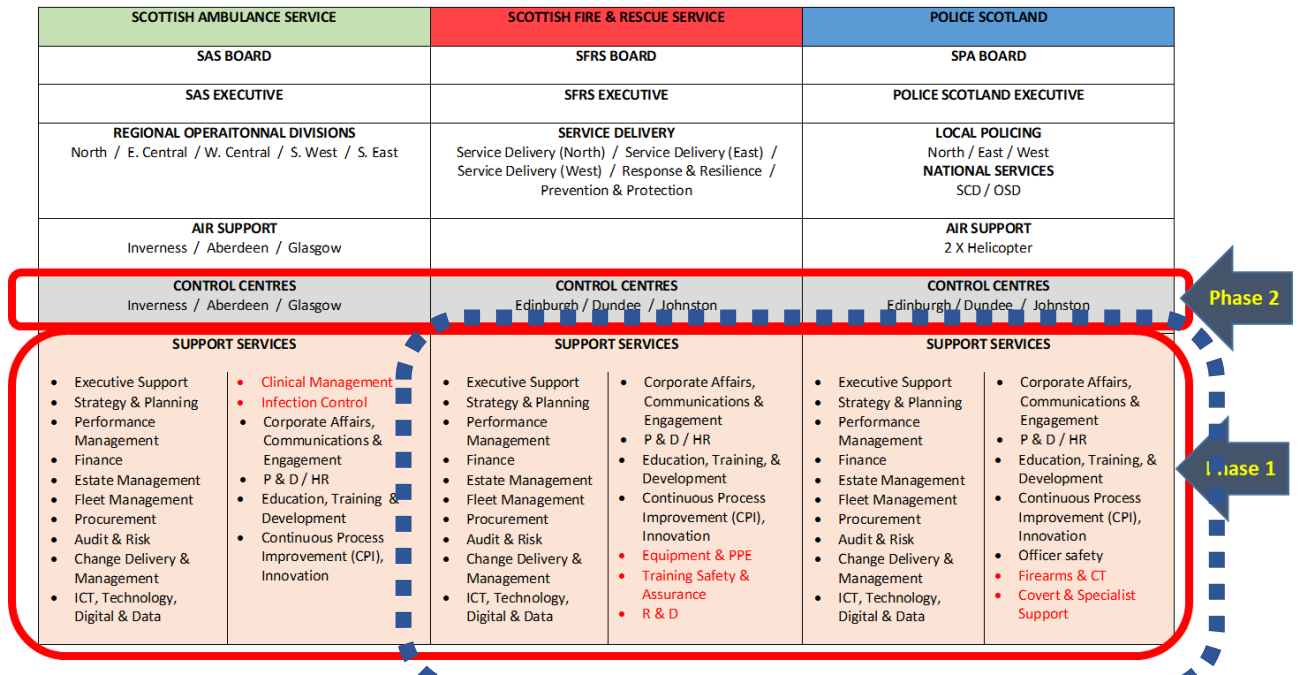 SCOTTISH AMBULANCE SERVICE
SCOTTISH FIRE & RESCUE SERVICE
POLICE SCOTLAND
SAS BOARD
SFRS BOARD
SPA BOARD
SAS EXECUTIVE
SFRS EXECUTIVE
POLICE SCOTLAND EXECUTIVE
REGIONAL OPERAITONNAL DIVISIONS
North / E. Central / W. Central / S. West / S. East
SERVICE DELIVERY
Service Delivery (North) / Service Delivery (East) /
Service Delivery (West) / Response & Resilience /
Prevention & Protection
LOCAL POLICING
North / East / West
NATIONAL SERVICES
SCD / OSD
AIR SUPPORT
Inverness / Aberdeen / Glasgow
AIR SUPPORT
2 X Helicopter
CONTROL CENTRES
Inverness / Aberdeen / Glasgow
CONTROL CENTRES
Edinburgh / Dundee / Johnston
CONTROL CENTRES
Edinburgh / Dundee / Johnston
Phase 2
SUPPORT SERVICES
• Executive Support
• Strategy & Planning
• Performance
Management
• Finance
• Estate Management
• Fleet Management
• Procurement
• Audit & Risk
• Change Delivery &
Management
• ICT, Technology,
Digital & Data
• Clinical Management
• Infection Control
• Corporate Affairs,
Communications &
Engagement
• P & D / HR
• Education, Training &
Development
• Continuous Process
Improvement (CPI),
Innovation
SUPPORT SERVICES
• Executive Support
• Strategy & Planning
• Performance
Management
• Finance
• Estate Management
• Fleet Management
• Procurement
• Audit & Risk
• Change Delivery &
Management
• ICT, Technology,
Digital & Data
• Corporate Affairs,
Communications &
Engagement
• P & D / HR
• Education, Training, &
Development
• Continuous Process
Improvement (CPI),
Innovation
• Equipment & PPE
• Training Safety &
Assurance
• R & D
SUPPORT SERVICES
• Executive Support
• Strategy & Planning
• Performance
Management
• Finance
• Estate Management
• Fleet Management
• Procurement
• Audit & Risk
• Change Delivery &
Management
• ICT, Technology,
Digital & Data
• Corporate Affairs,
Communications &
Engagement
• P & D / HR
• Education, Training, &
Development
• Continuous Process
Improvement (CPI),
Innovation
• Officer safety
• Firearms & CT
• Covert & Specialist
Support
Phase 1